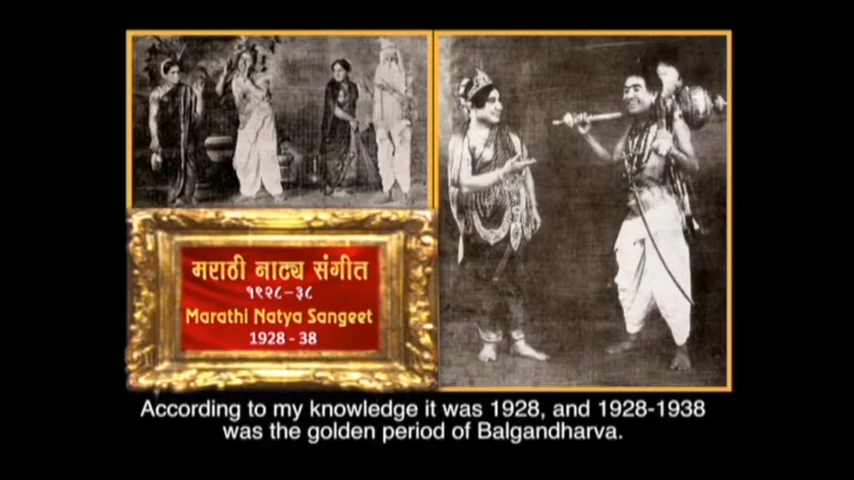 मराठी नाट्य संगीत
१९२८–३८
Marathi Natya Sangeet
1928 - 38
According to my knowledge it was 1928, and 1928-1938
was the golden period of Balgandharva.